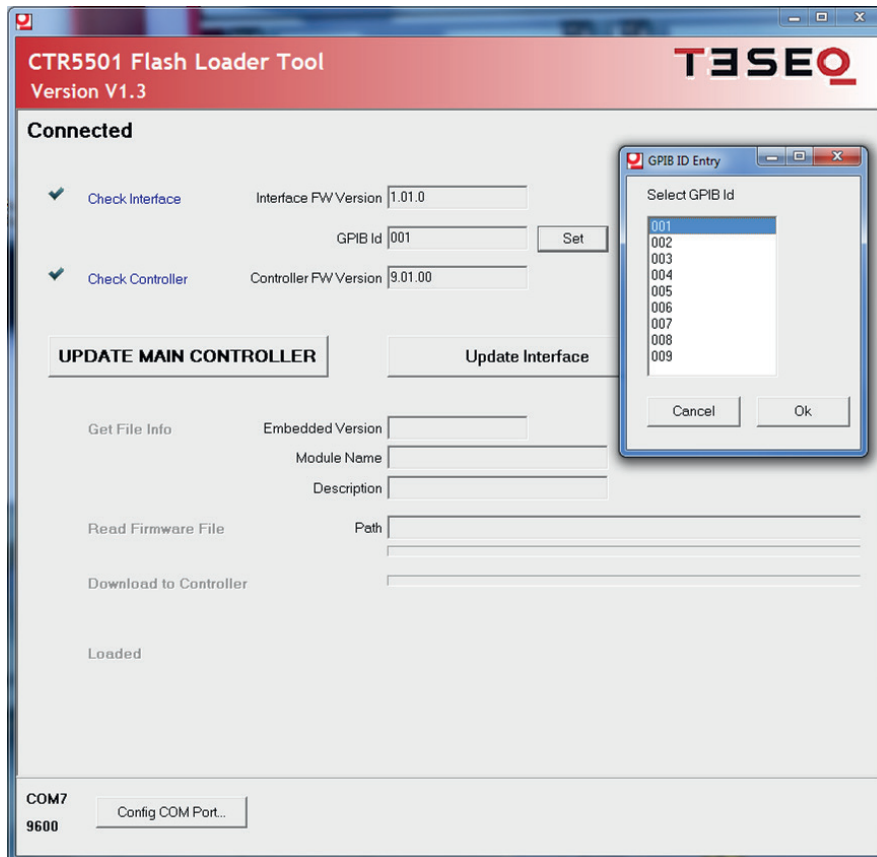 CTR5501 Flash Loader Tool
Version V1.3
TESEQ
Connected
Check Interface
Interface FW Version 1.01.0
GPIB Id 001 Set
Check Controller
Controller FW Version 9.01.00
UPDATE MAIN CONTROLLER
Update Interface
Get File Info
Embedded Version
Module Name
Description
Read Firmware File
Path
Download to Controller
Loaded
COM7
9600
Config COM Port...
GPIB ID Entry
Select GPIB Id
001
002
003
004
005
006
007
008
009
Cancel Ok